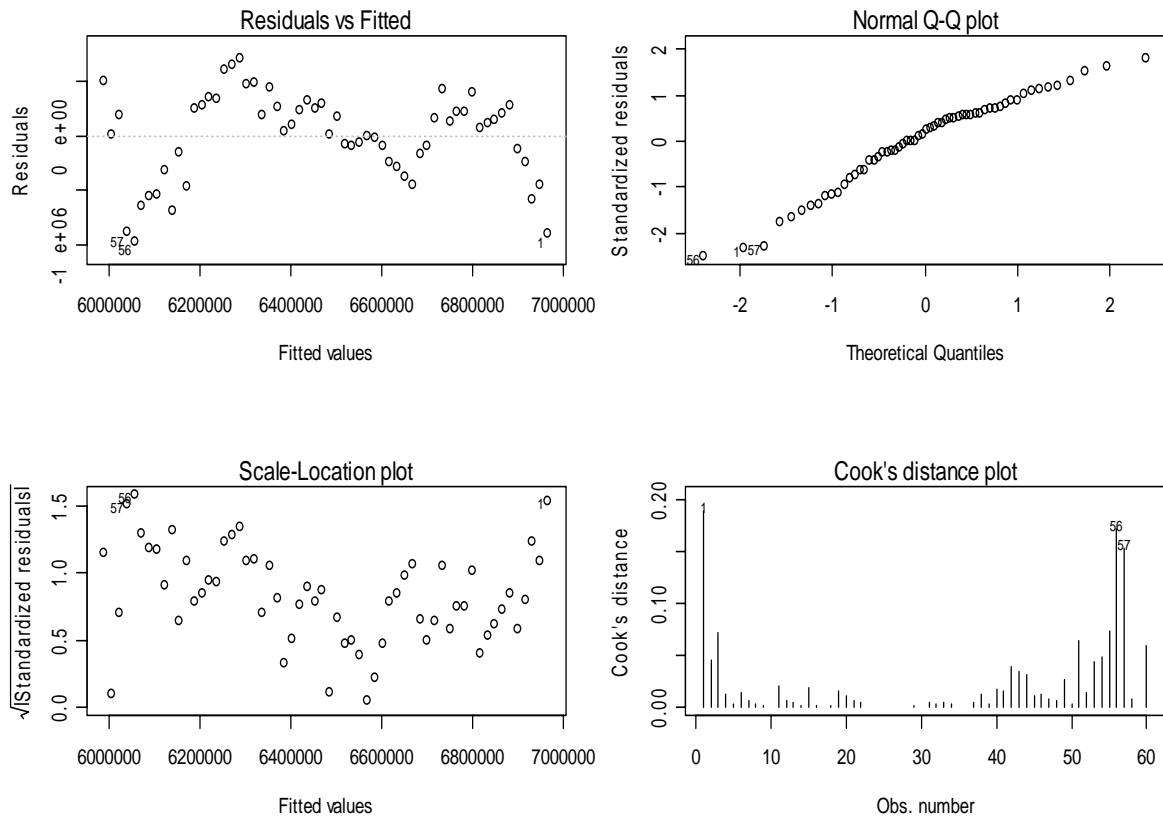 Residuals vs Fitted
Residuals
-1 e+06 0 e+00
57
56
1
6000000 6200000 6400000 6600000 6800000 7000000
Fitted values
Normal Q-Q plot
Standardized residuals
-2 -1 0 1 2
56
1
57
-2 -1 0 1 2
Theoretical Quantiles
Scale-Location plot
√|Standardized residuals|
0.0 0.5 1.0 1.5
57
56
1
6000000 6200000 6400000 6600000 6800000 7000000
Fitted values
Cook's distance plot
Cook's distance
0.00 0.10 0.20
1
56
57
0 10 20 30 40 50 60
Obs. number